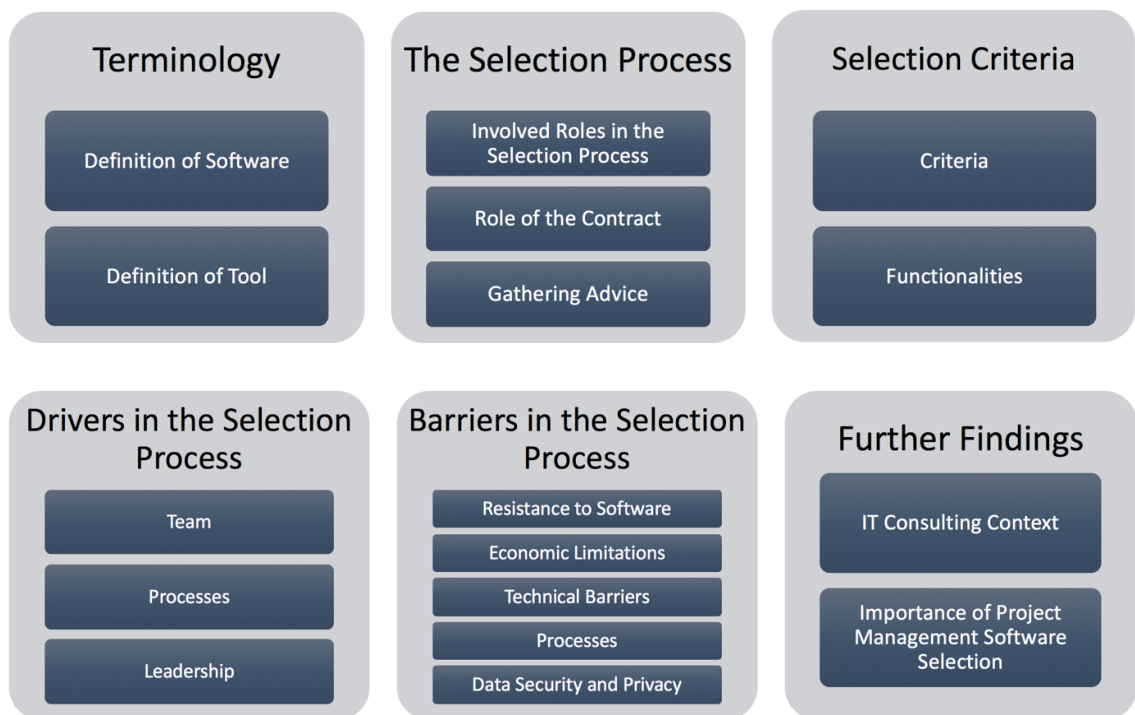 Terminology
Definition of Software
Definition of Tool
The Selection Process
Involved Roles in the
Selection Process
Role of the Contract
Gathering Advice
Selection Criteria
Criteria
Functionalities
Drivers in the Selection
Process
Team
Processes
Leadership
Barriers in the Selection
Process
Resistance to Software
Economic Limitations
Technical Barriers
Processes
Data Security and Privacy
Further Findings
IT Consulting Context
Importance of Project
Management Software
Selection